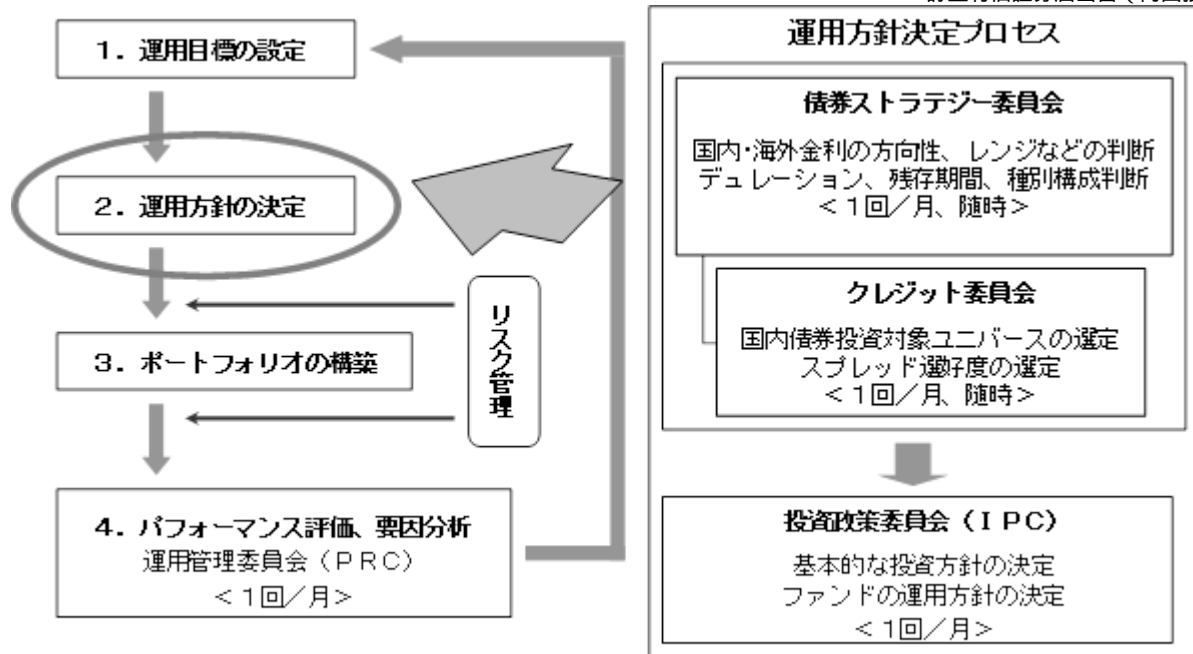 1．運用目標の設定
2．運用方針の決定
リスク管理
3．ポートフォリオの構築
4．パフォーマンス評価、要因分析
運用管理委員会（ＰＲＣ）
＜１回／月＞
運用方針決定プロセス
債券ストラテジー委員会
国内・海外金利の方向性、レンジなどの判断
デュレーション、残存期間、種別構成判断
＜１回／月、随時＞
クレジット委員会
国内債券投資対象ユニバースの選定
スプレッド選好度の選定
＜１回／月、随時＞
投資政策委員会（ＩＰＣ）
基本的な投資方針の決定
ファンドの運用方針の決定
＜１回／月＞